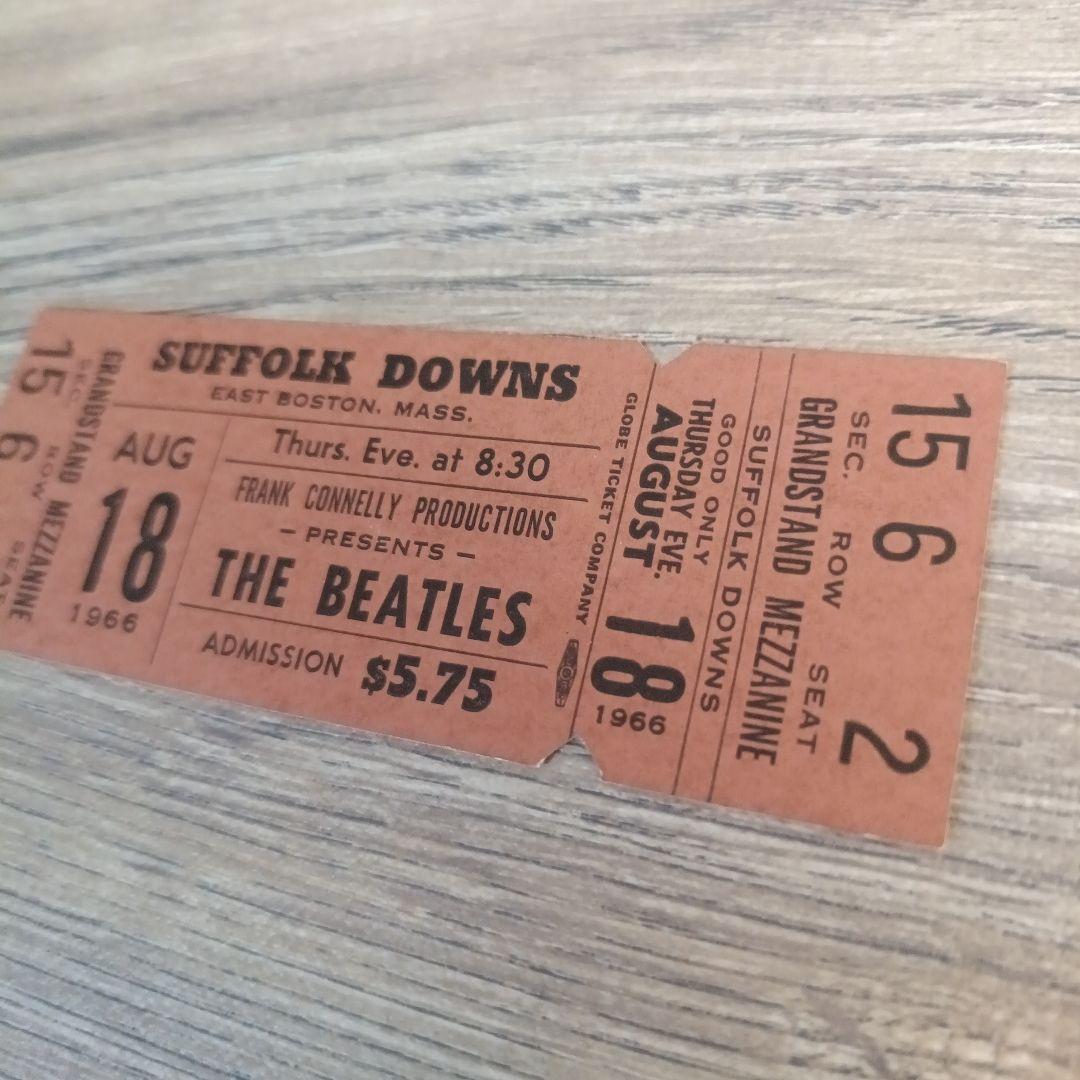 SUFFOLK DOWNS
EAST BOSTON, MASS.
Thurs. Eve. at 8:30
FRANK CONNELLY PRODUCTIONS
- PRESENTS -
THE BEATLES
ADMISSION $5.75
AUG
18
1966
GRANDSTAND MEZZANINE
SEC. ROW SEAT
15 6
GLOBE TICKET COMPANY
AUGUST 18
1966
THURSDAY EVE.
GOOD ONLY
SUFFOLK DOWNS
GRANDSTAND MEZZANINE
SEC. ROW SEAT
15 6 2